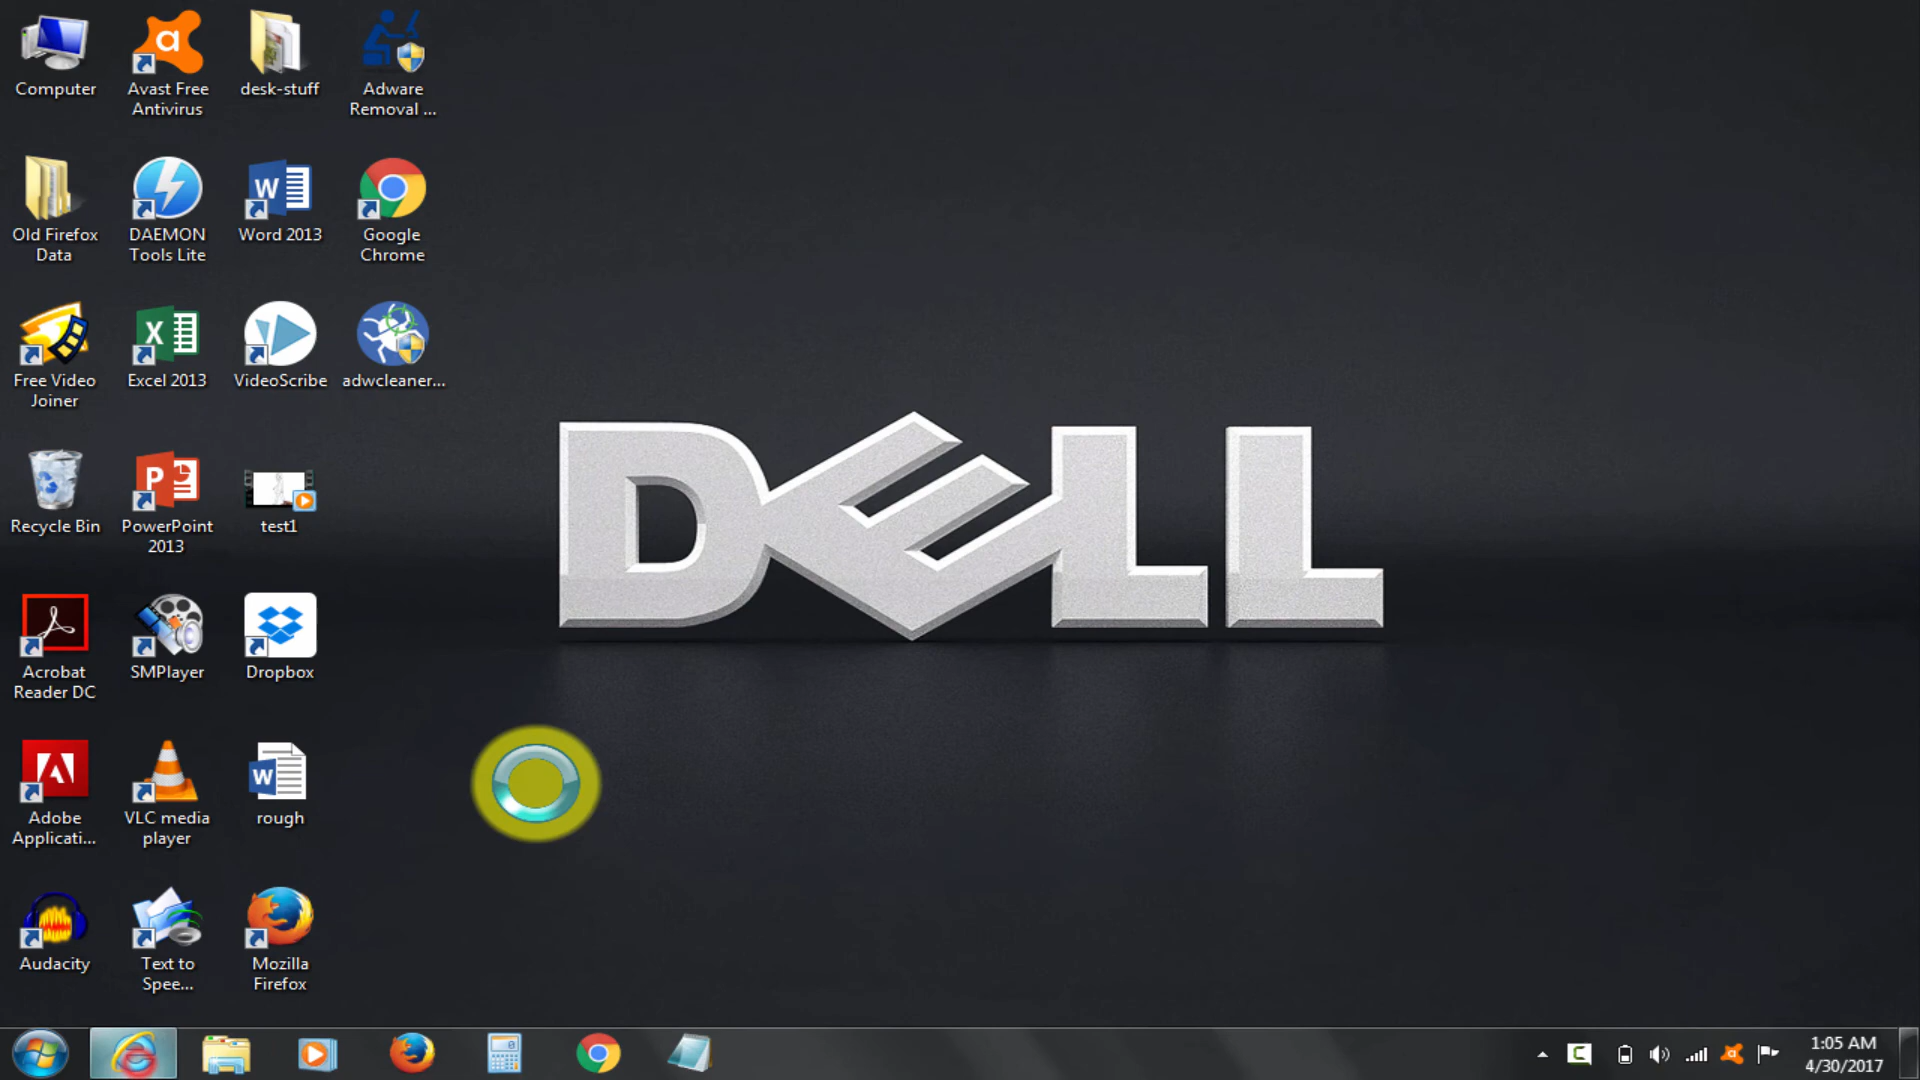 Computer
Avast Free
Antivirus
desk-stuff
Adware
Removal ...
Old Firefox
Data
DAEMON
Tools Lite
Word 2013
Google
Chrome
Free Video
Joiner
Excel 2013
VideoScribe
adwcleaner...
DELL
Recycle Bin
PowerPoint
2013
test1
Acrobat
Reader DC
SMPlayer
Dropbox
Adobe
Applicati...
VLC media
player
rough
Audacity
Text to
Spee...
Mozilla
Firefox
1:05 AM
4/30/2017